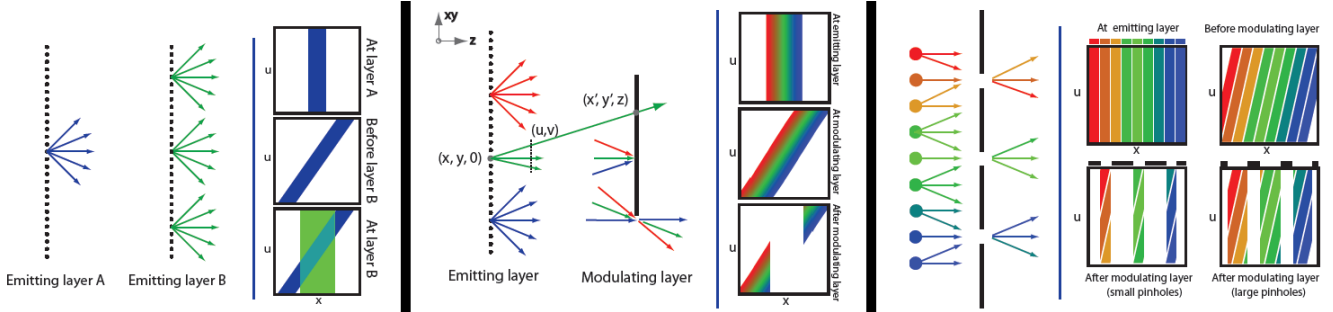 u
At layer A
u
Before layer B
u
At layer B
x
Emitting layer A
Emitting layer B
xy
z
(x, y, 0)
(u,v)
(x', y', z)
Emitting layer
Modulating layer
u
At emitting layer
u
At modulating layer
u
After modulating layer
x
At emitting layer
u
x
Before modulating layer
u
x
u
After modulating layer
(small pinholes)
u
After modulating layer
(large pinholes)